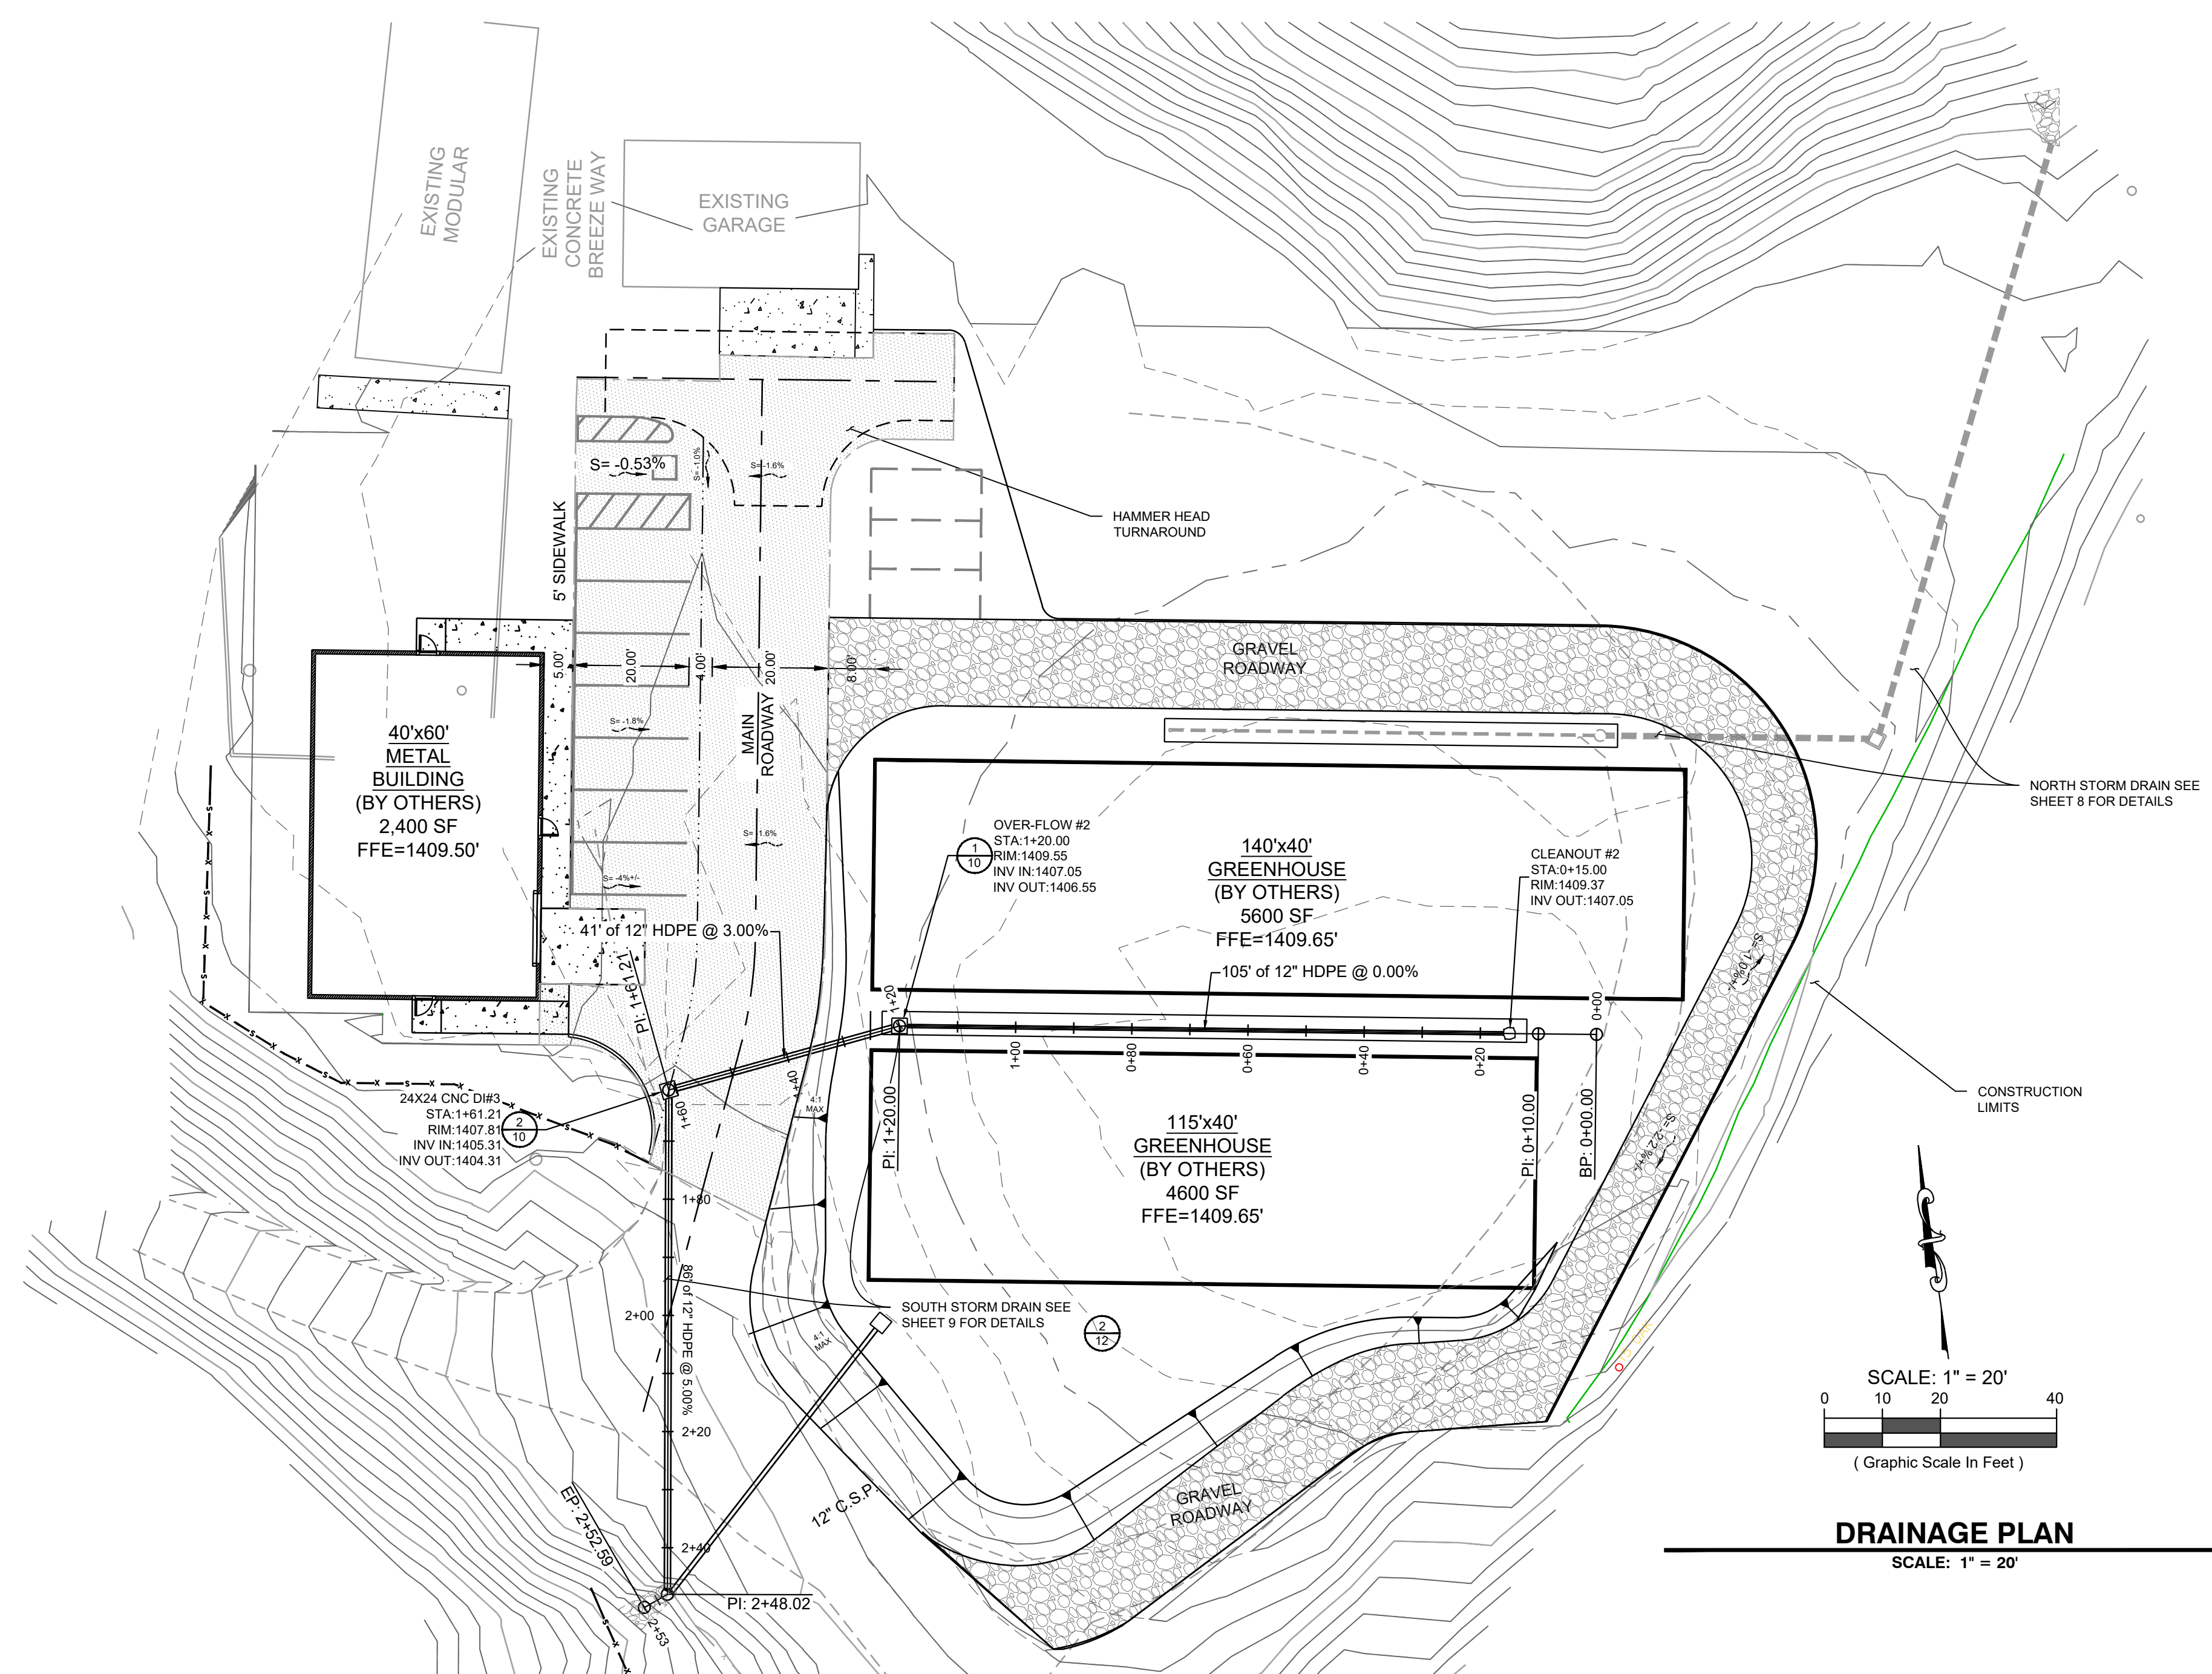 EXISTING
MODULAR
EXISTING
CONCRETE
BREEZE WAY
EXISTING
GARAGE
S= -0.53%
S= -1.0%
S= -1.6%
HAMMER HEAD
TURNAROUND
5' SIDEWALK
5.00'
20.00'
4.00'
20.00'
8.00'
GRAVEL
ROADWAY
MAIN
ROADWAY
S= -1.8%
S= -1.6%
S= -4%+/-
40'x60'
METAL
BUILDING
(BY OTHERS)
2,400 SF
FFE=1409.50'
NORTH STORM DRAIN SEE
SHEET 8 FOR DETAILS
1
10
OVER-FLOW #2
STA:1+20.00
RIM:1409.55
INV IN:1407.05
INV OUT:1406.55
140'x40'
GREENHOUSE
(BY OTHERS)
5600 SF
FFE=1409.65'
CLEANOUT #2
STA:0+15.00
RIM:1409.37
INV OUT:1407.05
41' of 12" HDPE @ 3.00%
105' of 12" HDPE @ 0.00%
S= -1.0%+/-
PI: 1+61.21
1+20
1+00
0+80
0+60
0+40
0+20
0+00
1+40
1+60
4:1
MAX
PI: 1+20.00
PI: 0+10.00
BP: 0+00.00
24X24 CNC DI#3
STA:1+61.21
RIM:1407.81
INV IN:1405.31
INV OUT:1404.31
2
10
115'x40'
GREENHOUSE
(BY OTHERS)
4600 SF
FFE=1409.65'
S= -2.2%+/-
CONSTRUCTION
LIMITS
1+80
86' of 12" HDPE @ 5.00%
2+00
SOUTH STORM DRAIN SEE
SHEET 9 FOR DETAILS
2
12
4:1
MAX
2+20
12" C.S.P.
EP: 2+52.59
2+40
PI: 2+48.02
2+53
GRAVEL
ROADWAY
SCALE: 1" = 20'
0 10 20 40
( Graphic Scale In Feet )
DRAINAGE PLAN
SCALE: 1" = 20'